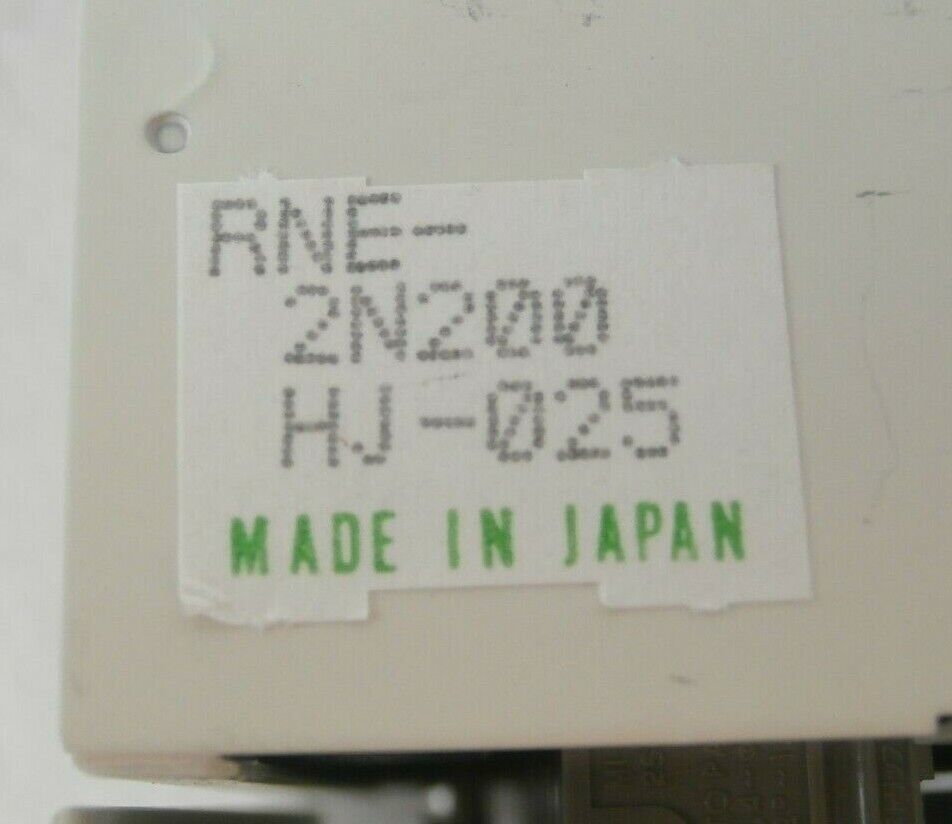 RNE-
2N200
HJ-025
MADE IN JAPAN